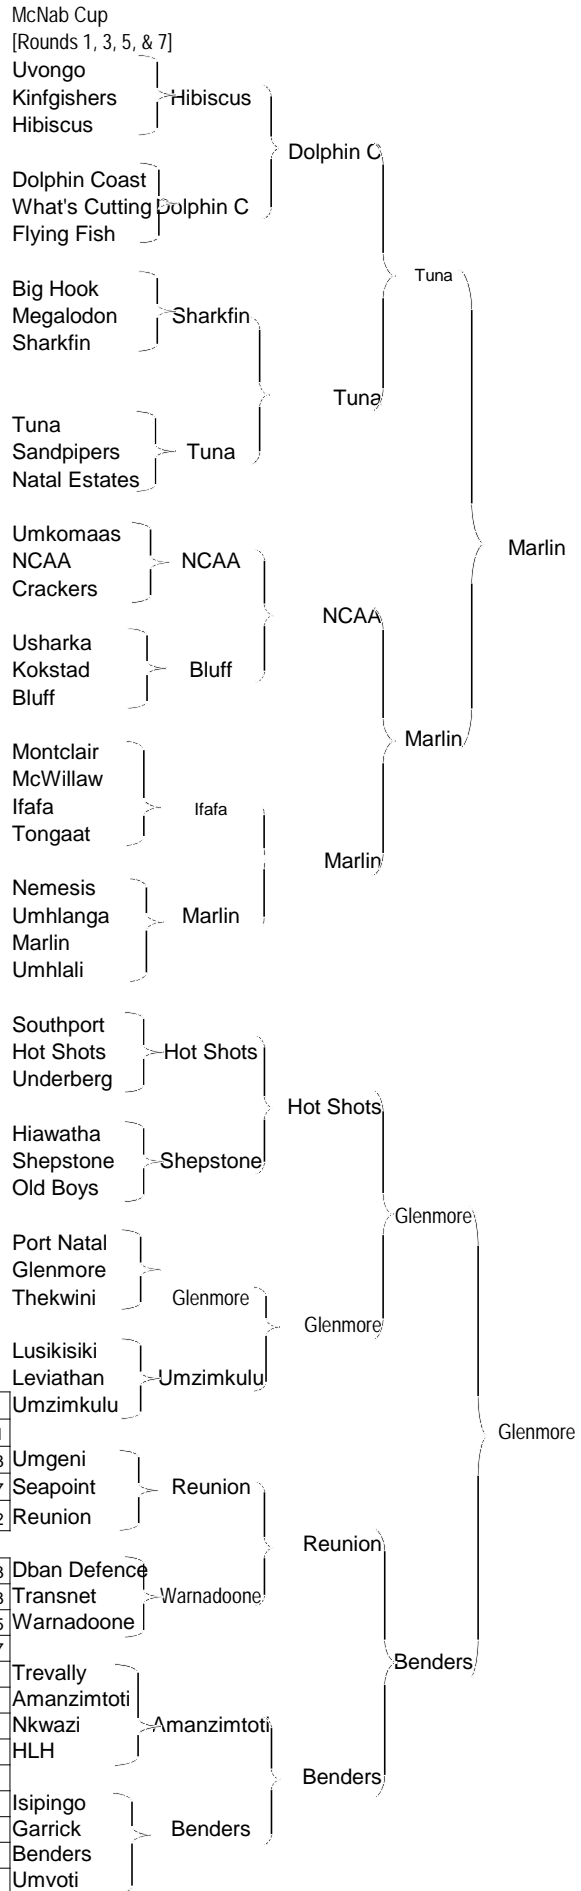 McNab Cup
[Rounds 1, 3, 5, & 7]
Uvongo
Kinfgishers
Hibiscus
Hibiscus
Dolphin C
Dolphin Coast
What's Cutting
Flying Fish
Dolphin C
Tuna
Big Hook
Megalodon
Sharkfin
Sharkfin
Tuna
Tuna
Sandpipers
Natal Estates
Tuna
Marlin
Umkomaas
NCAA
Crackers
NCAA
NCAA
Usharka
Kokstad
Bluff
Bluff
Marlin
Montclair
McWillaw
Ifafa
Tongaat
Ifafa
Marlin
Nemesis
Umhlanga
Marlin
Umhlali
Marlin
Southport
Hot Shots
Underberg
Hot Shots
Hot Shots
Hiawatha
Shepstone
Old Boys
Shepstone
Glenmore
Port Natal
Glenmore
Thekwini
Glenmore
Glenmore
Lusikisiki
Leviathan
Umzimkulu
Umzimkulu
Glenmore
Umgeni
Seapoint
Reunion
Reunion
Reunion
Dban Defence
Transnet
Warnadoone
Warnadoone
Benders
Trevally
Amanzimtoti
Nkwazi
HLH
Amanzimtoti
Benders
Isipingo
Garrick
Benders
Umvoti
Benders